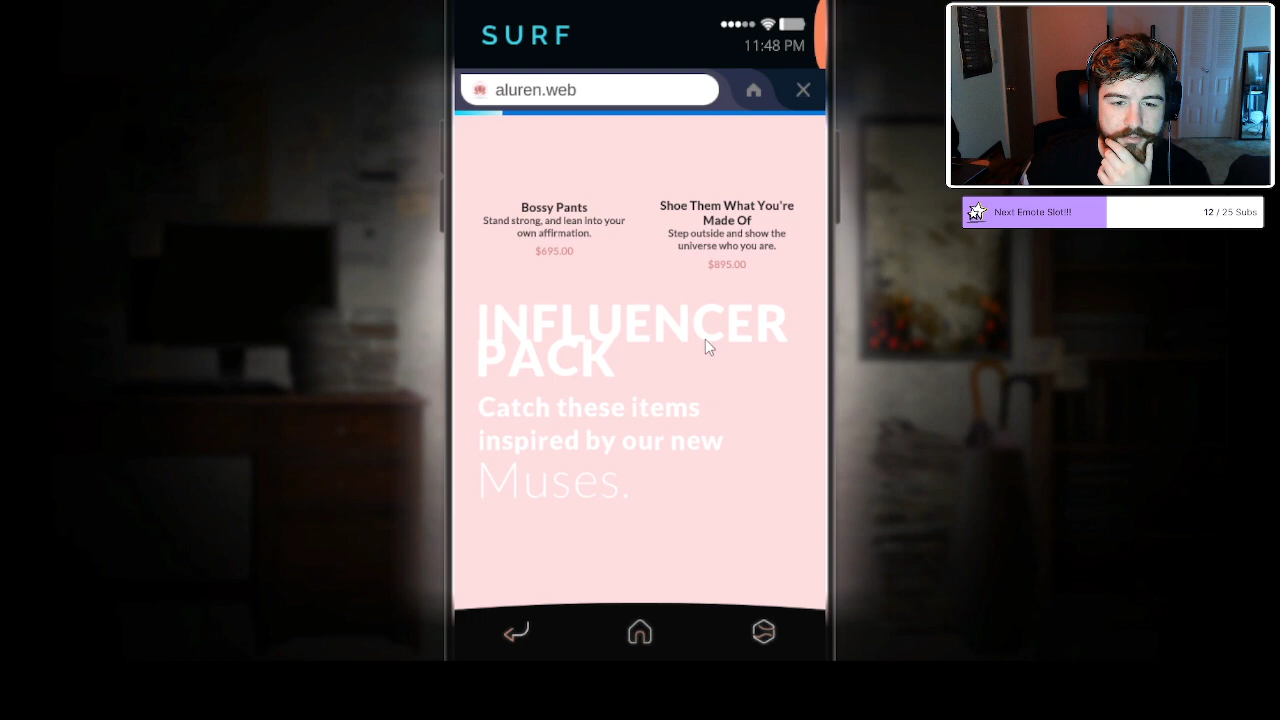 SURF
11:48 PM
aluren.web
Bossy Pants
Stand strong, and lean into your
own affirmation.
$695.00
Shoe Them What You're
Made Of
Step outside and show the
universe who you are.
$895.00
INFLUENCER
PACK
Catch these items
inspired by our new
Muses.
Next Emote Slot!!!
12 / 25 Subs